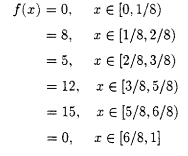 f(x) = 0, x ∈ [0, 1/8)
= 8, x ∈ [1/8, 2/8)
= 5, x ∈ [2/8, 3/8)
= 12, x ∈ [3/8, 5/8)
= 15, x ∈ [5/8, 6/8)
= 0, x ∈ [6/8, 1]